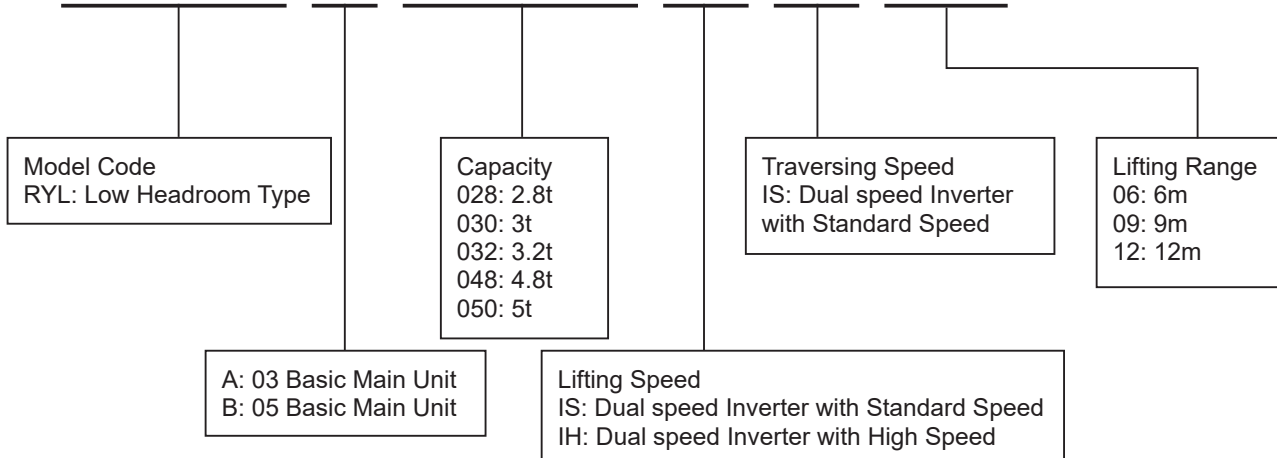 Model Code
RYL: Low Headroom Type
Capacity
028: 2.8t
030: 3t
032: 3.2t
048: 4.8t
050: 5t
Traversing Speed
IS: Dual speed Inverter
with Standard Speed
Lifting Range
06: 6m
09: 9m
12: 12m
A: 03 Basic Main Unit
B: 05 Basic Main Unit
Lifting Speed
IS: Dual speed Inverter with Standard Speed
IH: Dual speed Inverter with High Speed